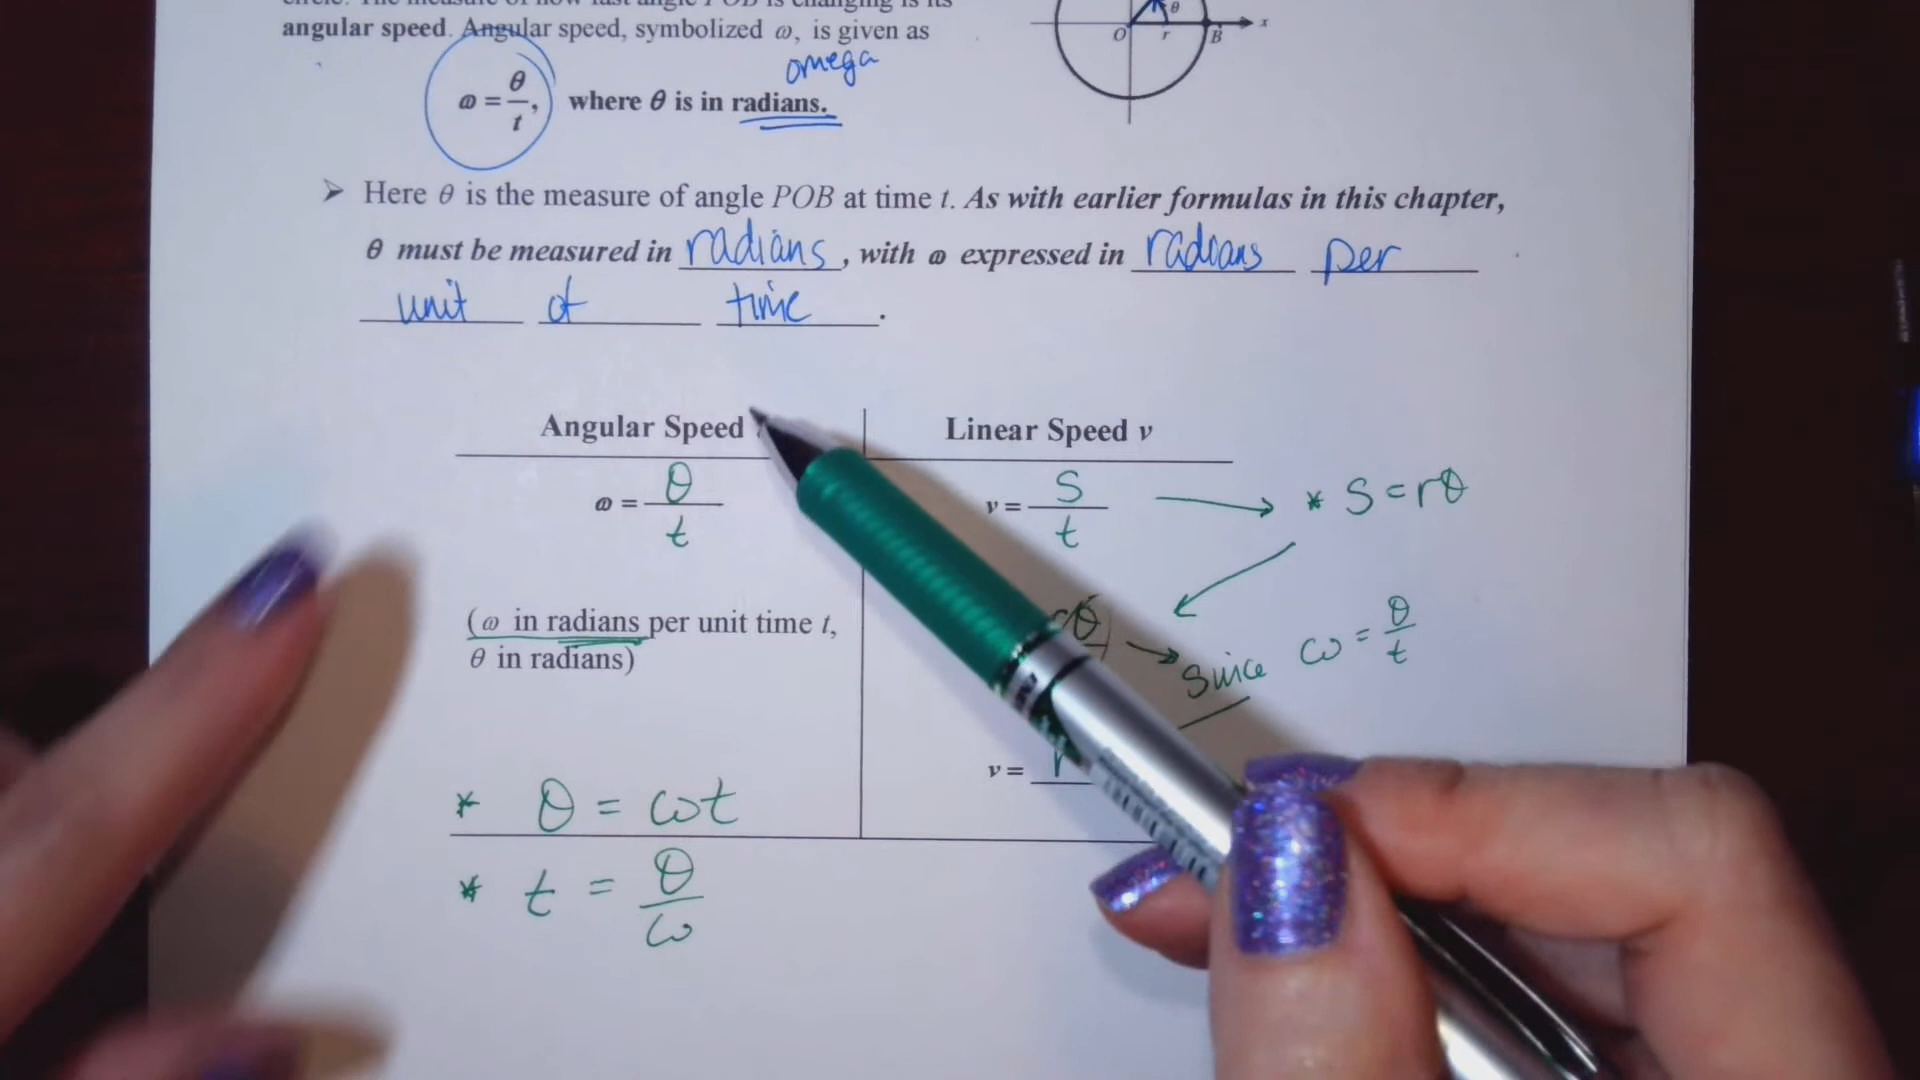 angular speed. Angular speed, symbolized ω, is given as
omega
ω = θ/t, where θ is in radians.
O r B x θ
➤ Here θ is the measure of angle POB at time t. As with earlier formulas in this chapter,
θ must be measured in radians, with ω expressed in radians per
unit of time.
Angular Speed
Linear Speed v
ω = θ/t
v = s/t
* s = rθ
(ω in radians per unit time t,
θ in radians)
rθ
since ω = θ/t
v = r
* θ = ωt
* t = θ/ω